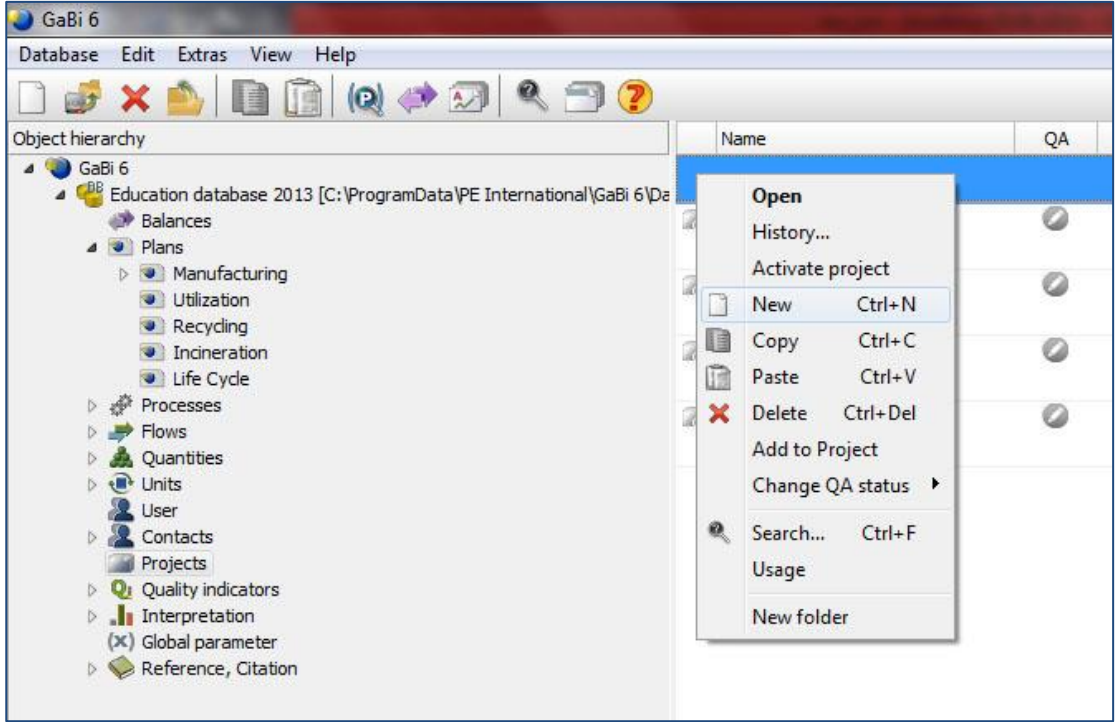 GaBi 6
Database Edit Extras View Help
Object hierarchy
GaBi 6
Education database 2013 [C:\ProgramData\PE International\GaBi 6\Da
Balances
Plans
Manufacturing
Utilization
Recycling
Incineration
Life Cycle
Processes
Flows
Quantities
Units
User
Contacts
Projects
Quality indicators
Interpretation
Global parameter
Reference, Citation
Name QA
Open
History...
Activate project
New Ctrl+N
Copy Ctrl+C
Paste Ctrl+V
Delete Ctrl+Del
Add to Project
Change QA status
Search... Ctrl+F
Usage
New folder